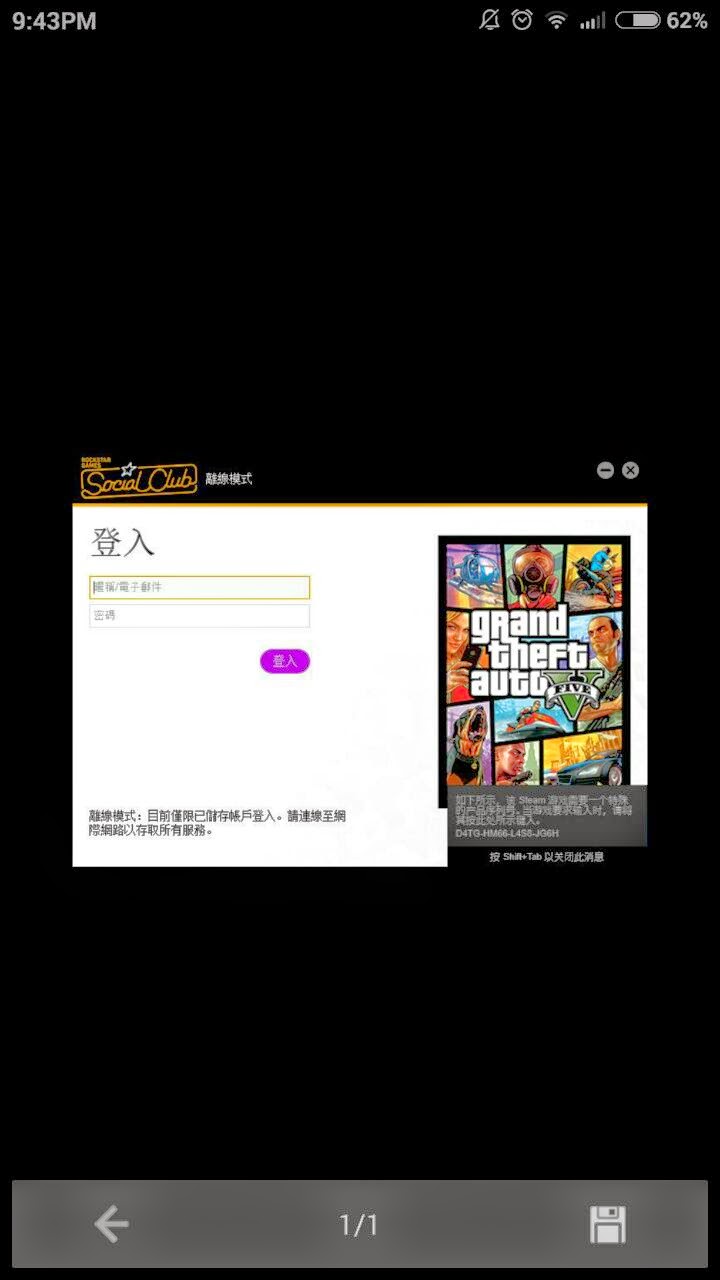 9:43PM 62%
ROCKSTAR
GAMES
Social Club 離線模式
登入
暱稱/電子郵件
密碼
登入
grand
theft
auto
FIVE
離線模式：目前僅限已儲存帳戶登入。請連線至網
際網路以存取所有服務。
如下所示，该 Steam 游戏需要一个特殊
的产品序列号。当游戏要求输入时，请将
其按此处所示键入。
D4TG-HM66-L4S8-JG6H
按 Shift+Tab 以关闭此消息
1/1